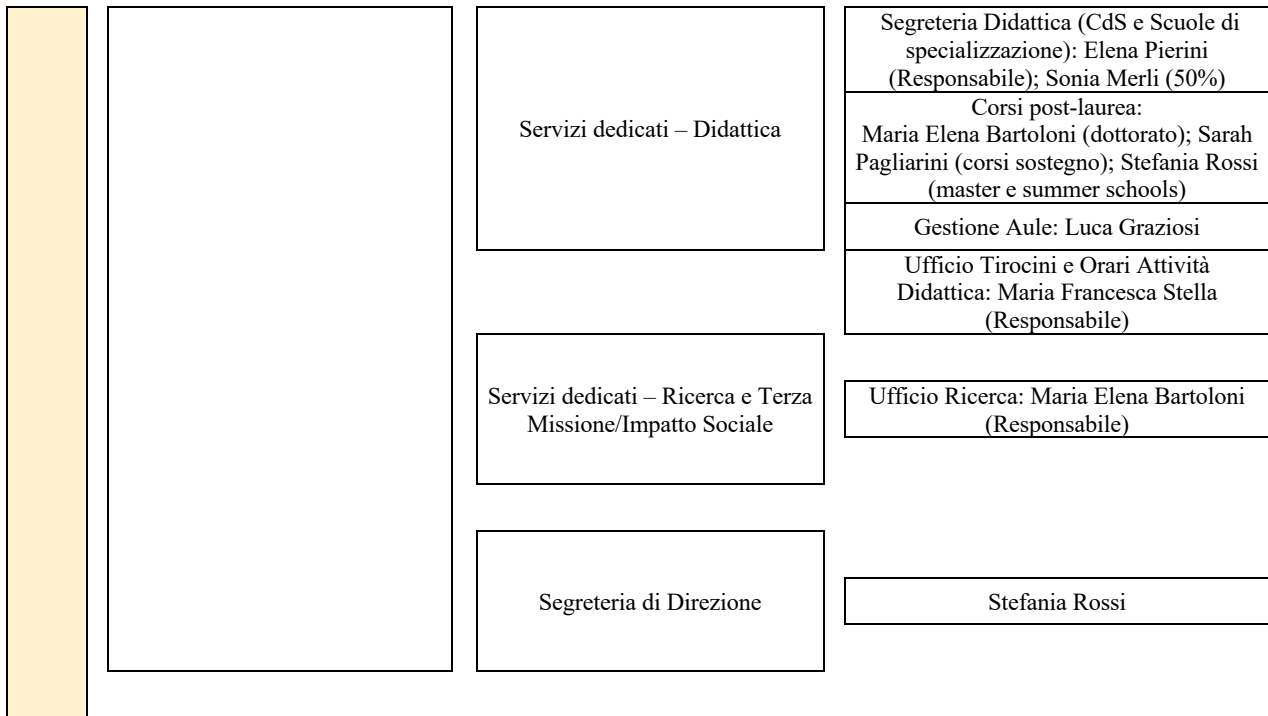 Servizi dedicati – Didattica
Segreteria Didattica (CdS e Scuole di
specializzazione): Elena Pierini
(Responsabile); Sonia Merli (50%)
Corsi post-laurea:
Maria Elena Bartoloni (dottorato); Sarah
Pagliarini (corsi sostegno); Stefania Rossi
(master e summer schools)
Gestione Aule: Luca Graziosi
Ufficio Tirocini e Orari Attività
Didattica: Maria Francesca Stella
(Responsabile)
Servizi dedicati – Ricerca e Terza
Missione/Impatto Sociale
Ufficio Ricerca: Maria Elena Bartoloni
(Responsabile)
Segreteria di Direzione
Stefania Rossi